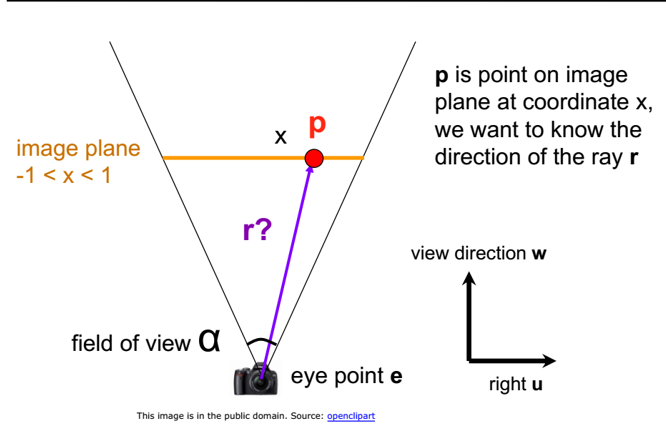 p is point on image
plane at coordinate x,
we want to know the
direction of the ray r
x
p
image plane
-1 < x < 1
r?
view direction w
field of view α
eye point e
right u
This image is in the public domain. Source: openclipart